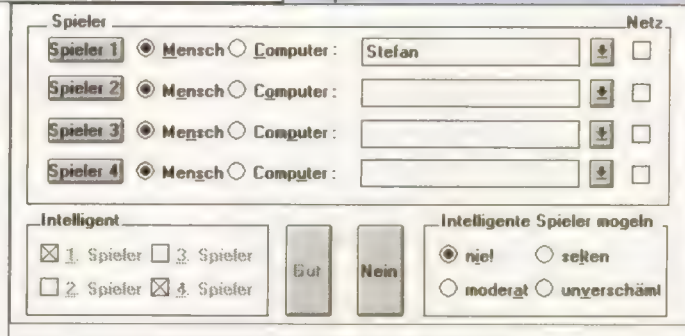 Spieler Netz
Spieler 1 Mensch Computer: Stefan
Spieler 2 Mensch Computer:
Spieler 3 Mensch Computer:
Spieler 4 Mensch Computer:
Intelligent Intelligente Spieler mogeln
1. Spieler 3. Spieler Gut Nein nie! selten
2. Spieler 4. Spieler moderat unverschämt